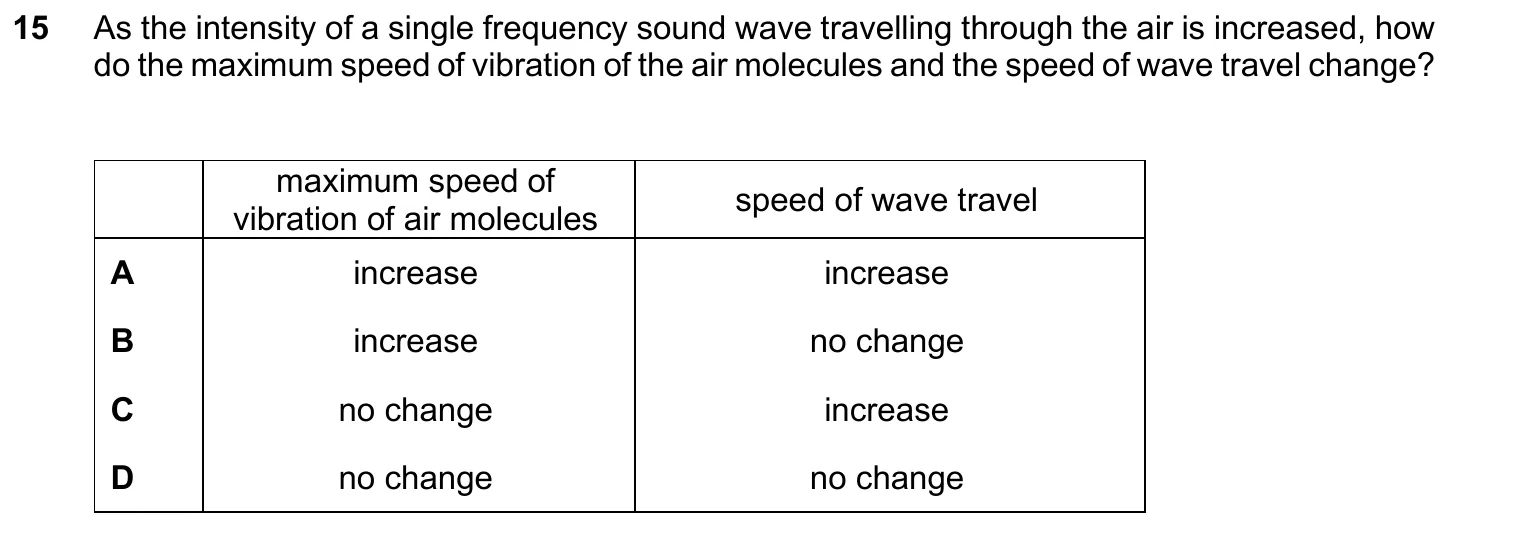 15 As the intensity of a single frequency sound wave travelling through the air is increased, how
do the maximum speed of vibration of the air molecules and the speed of wave travel change?
maximum speed of
vibration of air molecules
speed of wave travel
A increase increase
B increase no change
C no change increase
D no change no change